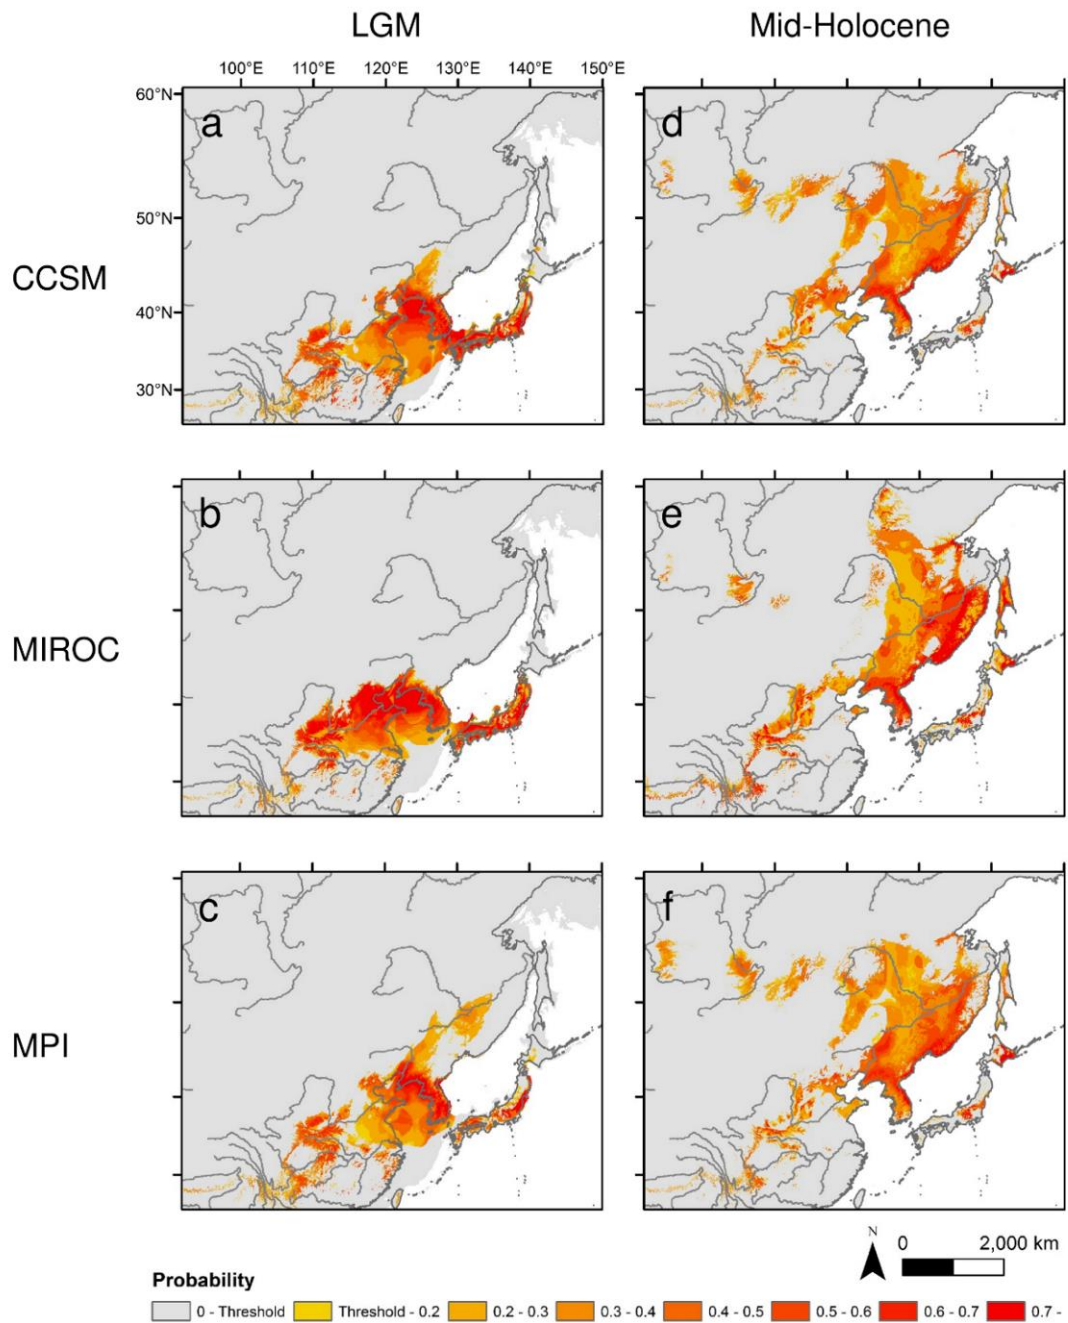 LGM Mid-Holocene
100°E 110°E 120°E 130°E 140°E 150°E
60°N
a d
50°N
CCSM
40°N
30°N
b e
MIROC
c f
MPI
N
0 2,000 km
Probability
0 - Threshold Threshold - 0.2 0.2 - 0.3 0.3 - 0.4 0.4 - 0.5 0.5 - 0.6 0.6 - 0.7 0.7 -